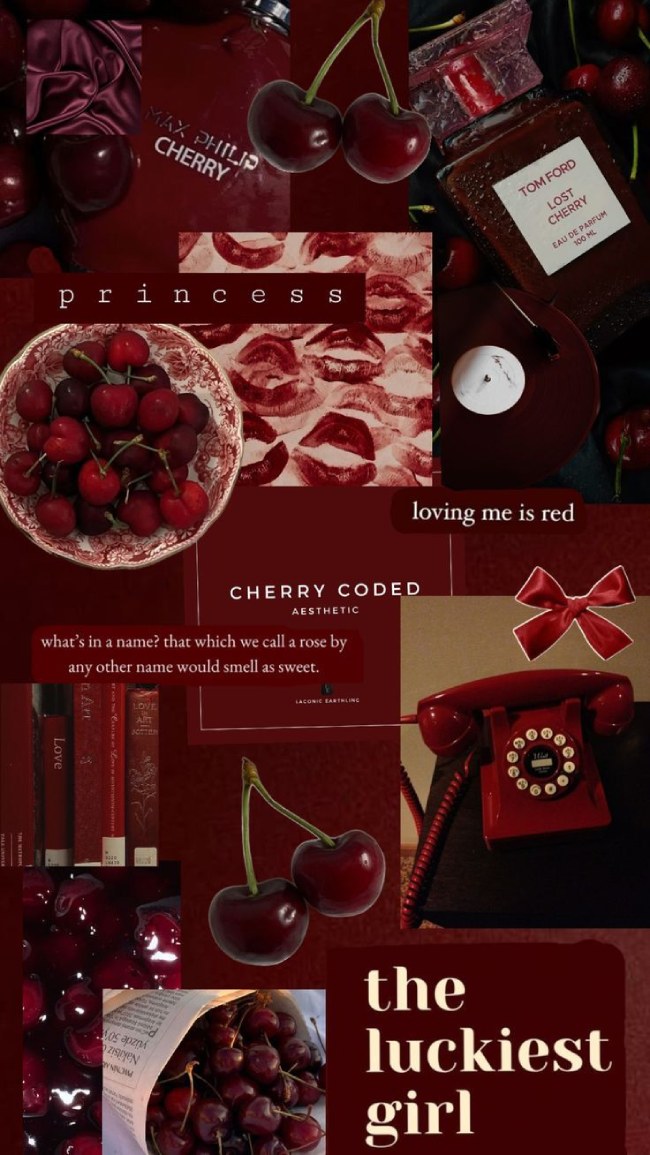 MAX PHILIP
CHERRY
TOM FORD
LOST
CHERRY
EAU DE PARFUM
100 ML
princess
loving me is red
CHERRY CODED
AESTHETIC
what's in a name? that which we call a rose by
any other name would smell as sweet.
LACONIC EARTHLING
Love
LOVE
the
luckiest
girl